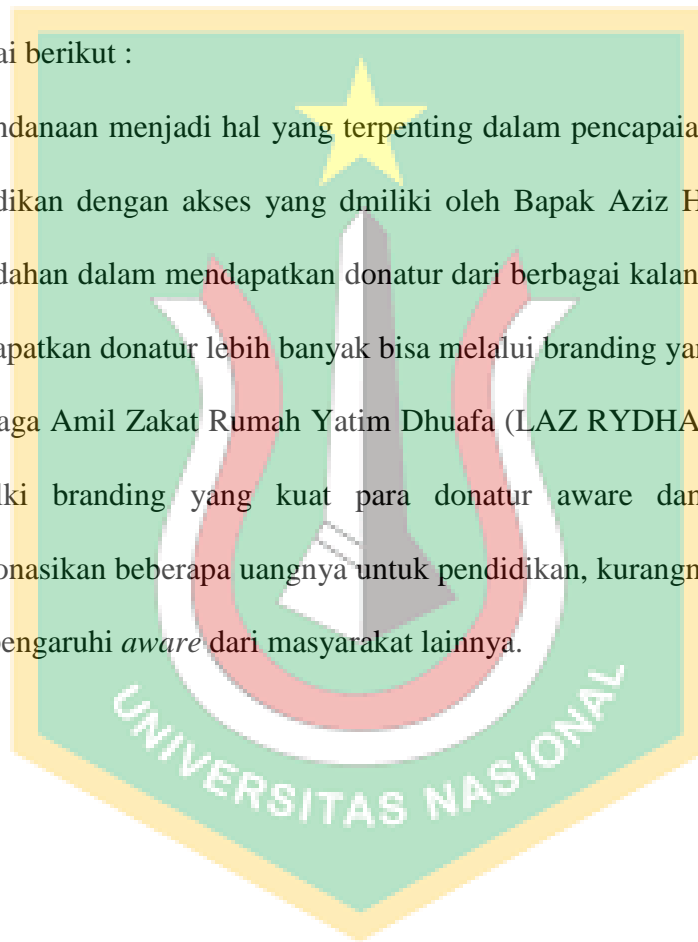 ai berikut :
ndanaan menjadi hal yang terpenting dalam pencapaia
dikan dengan akses yang dmiliki oleh Bapak Aziz H
dahan dalam mendapatkan donatur dari berbagai kalan
apatkan donatur lebih banyak bisa melalui branding yan
aga Amil Zakat Rumah Yatim Dhuafa (LAZ RYDHA
lki branding yang kuat para donatur aware dan
onasikan beberapa uangnya untuk pendidikan, kurangn
pengaruhi aware dari masyarakat lainnya.
UNIVERSITAS NASIONAL